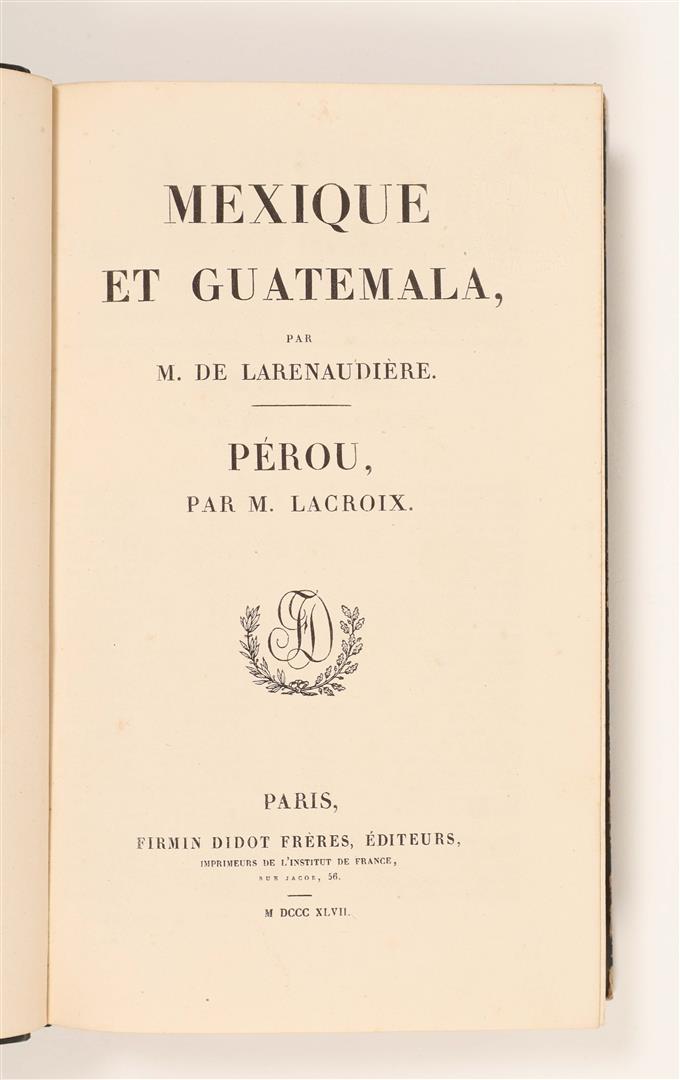 MEXIQUE
ET GUATEMALA,
PAR
M. DE LARENAUDIÈRE.
PÉROU,
PAR M. LACROIX.
FD
PARIS,
FIRMIN DIDOT FRÈRES, ÉDITEURS,
IMPRIMEURS DE L'INSTITUT DE FRANCE,
RUE JACOB, 56.
M DCCC XLVII.